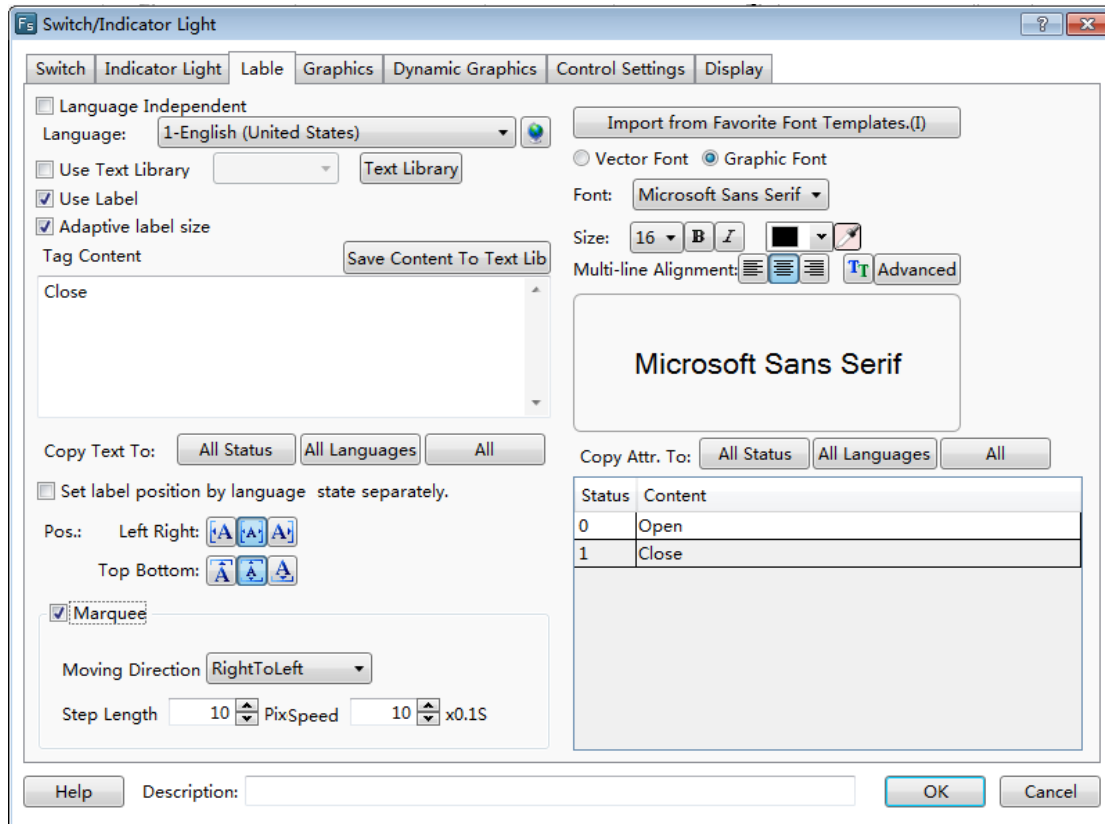 Fs Switch/Indicator Light
Switch Indicator Light Lable Graphics Dynamic Graphics Control Settings Display
Language Independent
Language: 1-English (United States)
Use Text Library Text Library
Use Label
Adaptive label size
Tag Content Save Content To Text Lib
Close
Copy Text To: All Status All Languages All
Set label position by language state separately.
Pos.: Left Right: A A A
Top Bottom: A A A
Marquee
Moving Direction RightToLeft
Step Length 10 Pix Speed 10 x0.1S
Import from Favorite Font Templates.(I)
Vector Font Graphic Font
Font: Microsoft Sans Serif
Size: 16 B I
Multi-line Alignment: TT Advanced
Microsoft Sans Serif
Copy Attr. To: All Status All Languages All
Status Content
0 Open
1 Close
Help Description: OK Cancel